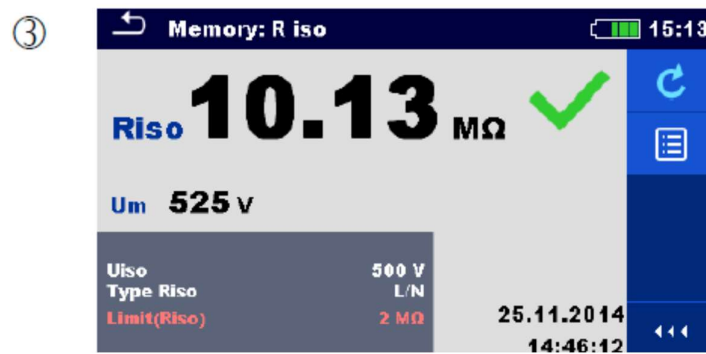 ③
Memory: R iso 15:13
Riso 10.13 MΩ
Um 525 V
Uiso 500 V
Type Riso L/N
Limit(Riso) 2 MΩ
25.11.2014
14:46:12